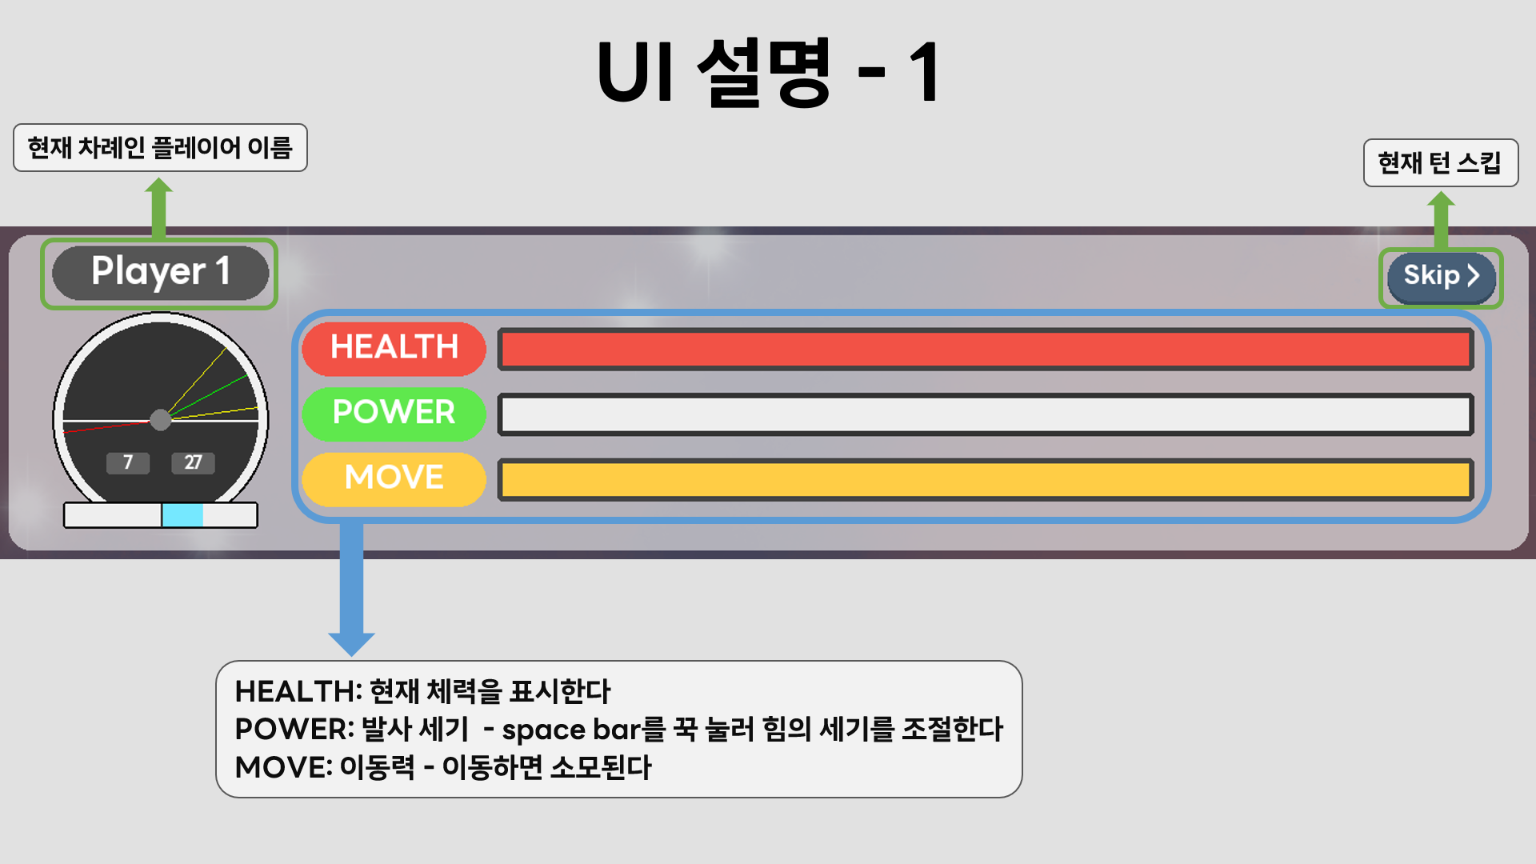 UI 설명 - 1
현재 차례인 플레이어 이름
현재 턴 스킵
Player 1
Skip >
HEALTH
POWER
MOVE
7 27
HEALTH: 현재 체력을 표시한다
POWER: 발사 세기 - space bar를 꾹 눌러 힘의 세기를 조절한다
MOVE: 이동력 - 이동하면 소모된다